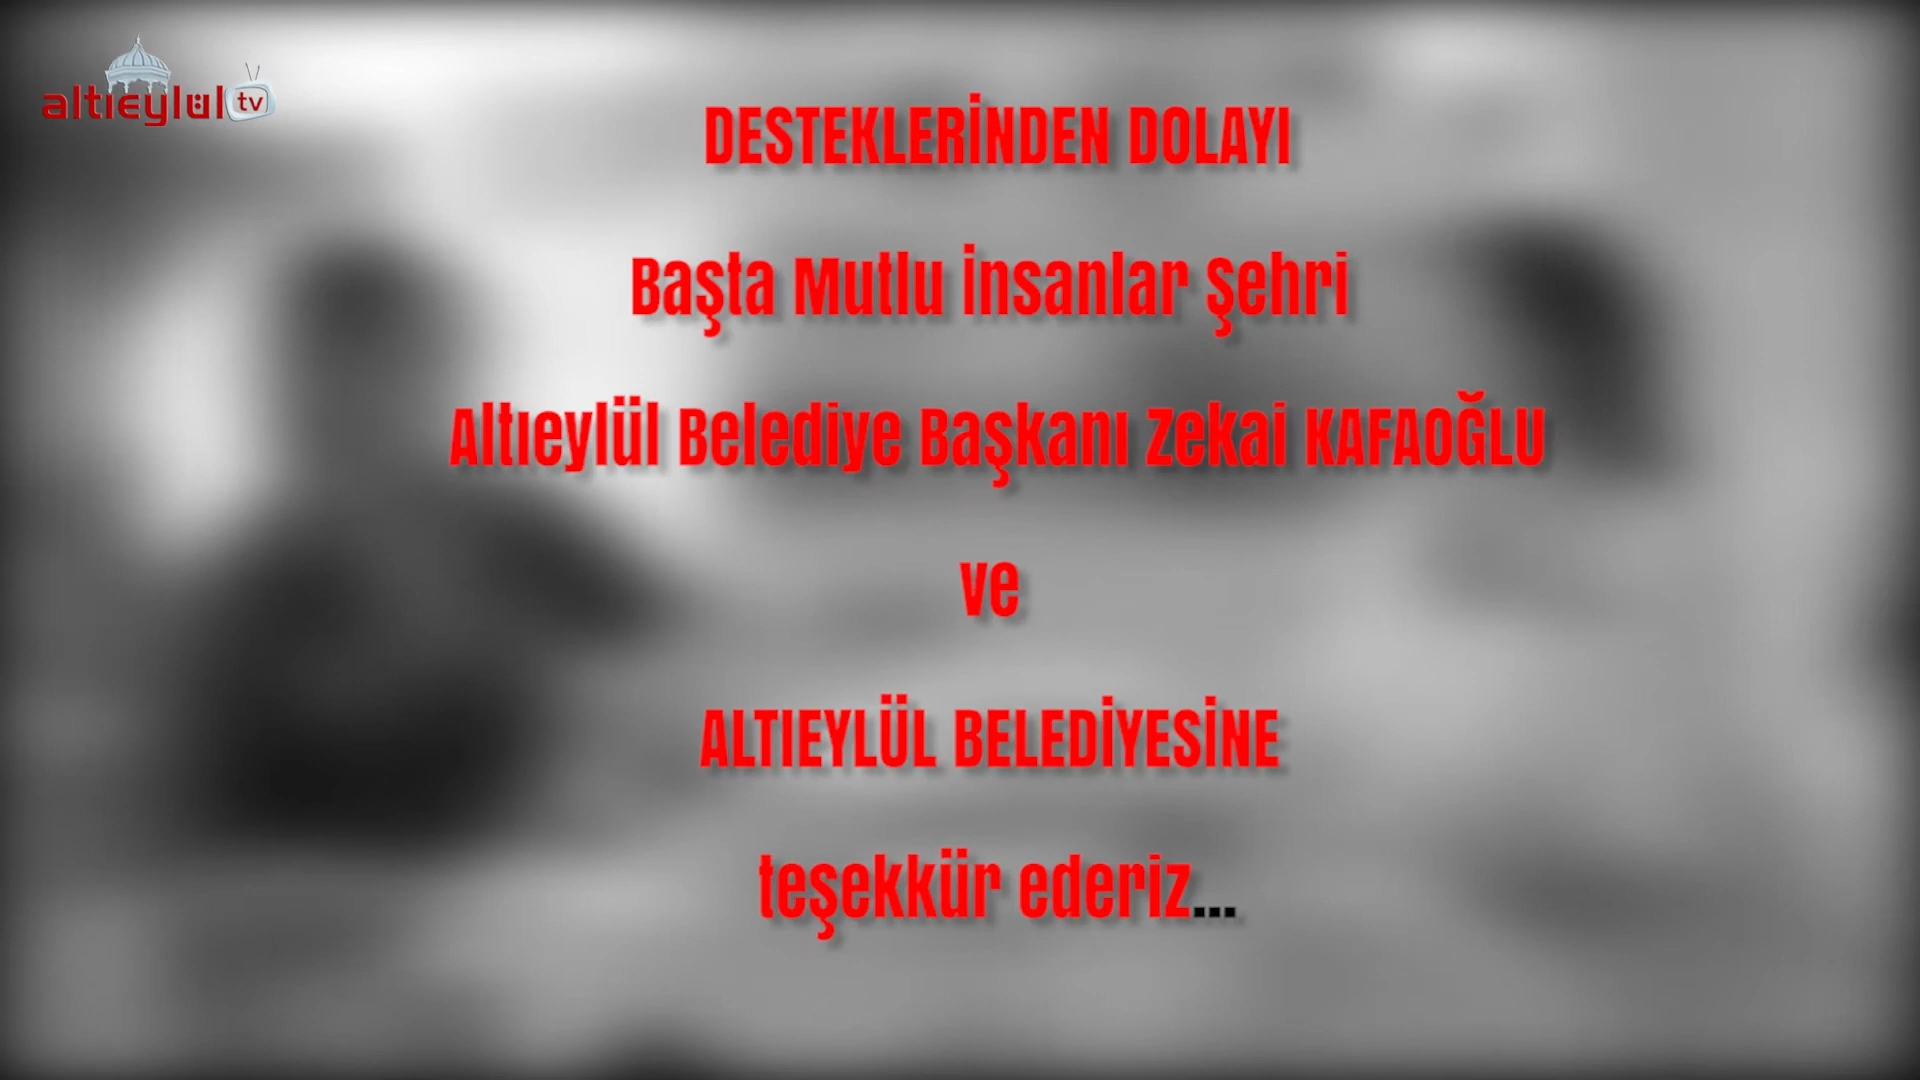 altıeylül tv
DESTEKLERİNDEN DOLAYI
Başta Mutlu İnsanlar Şehri
Altıeylül Belediye Başkanı Zekai KAFAOĞLU
ve
ALTIEYLÜL BELEDİYESİNE
teşekkür ederiz...